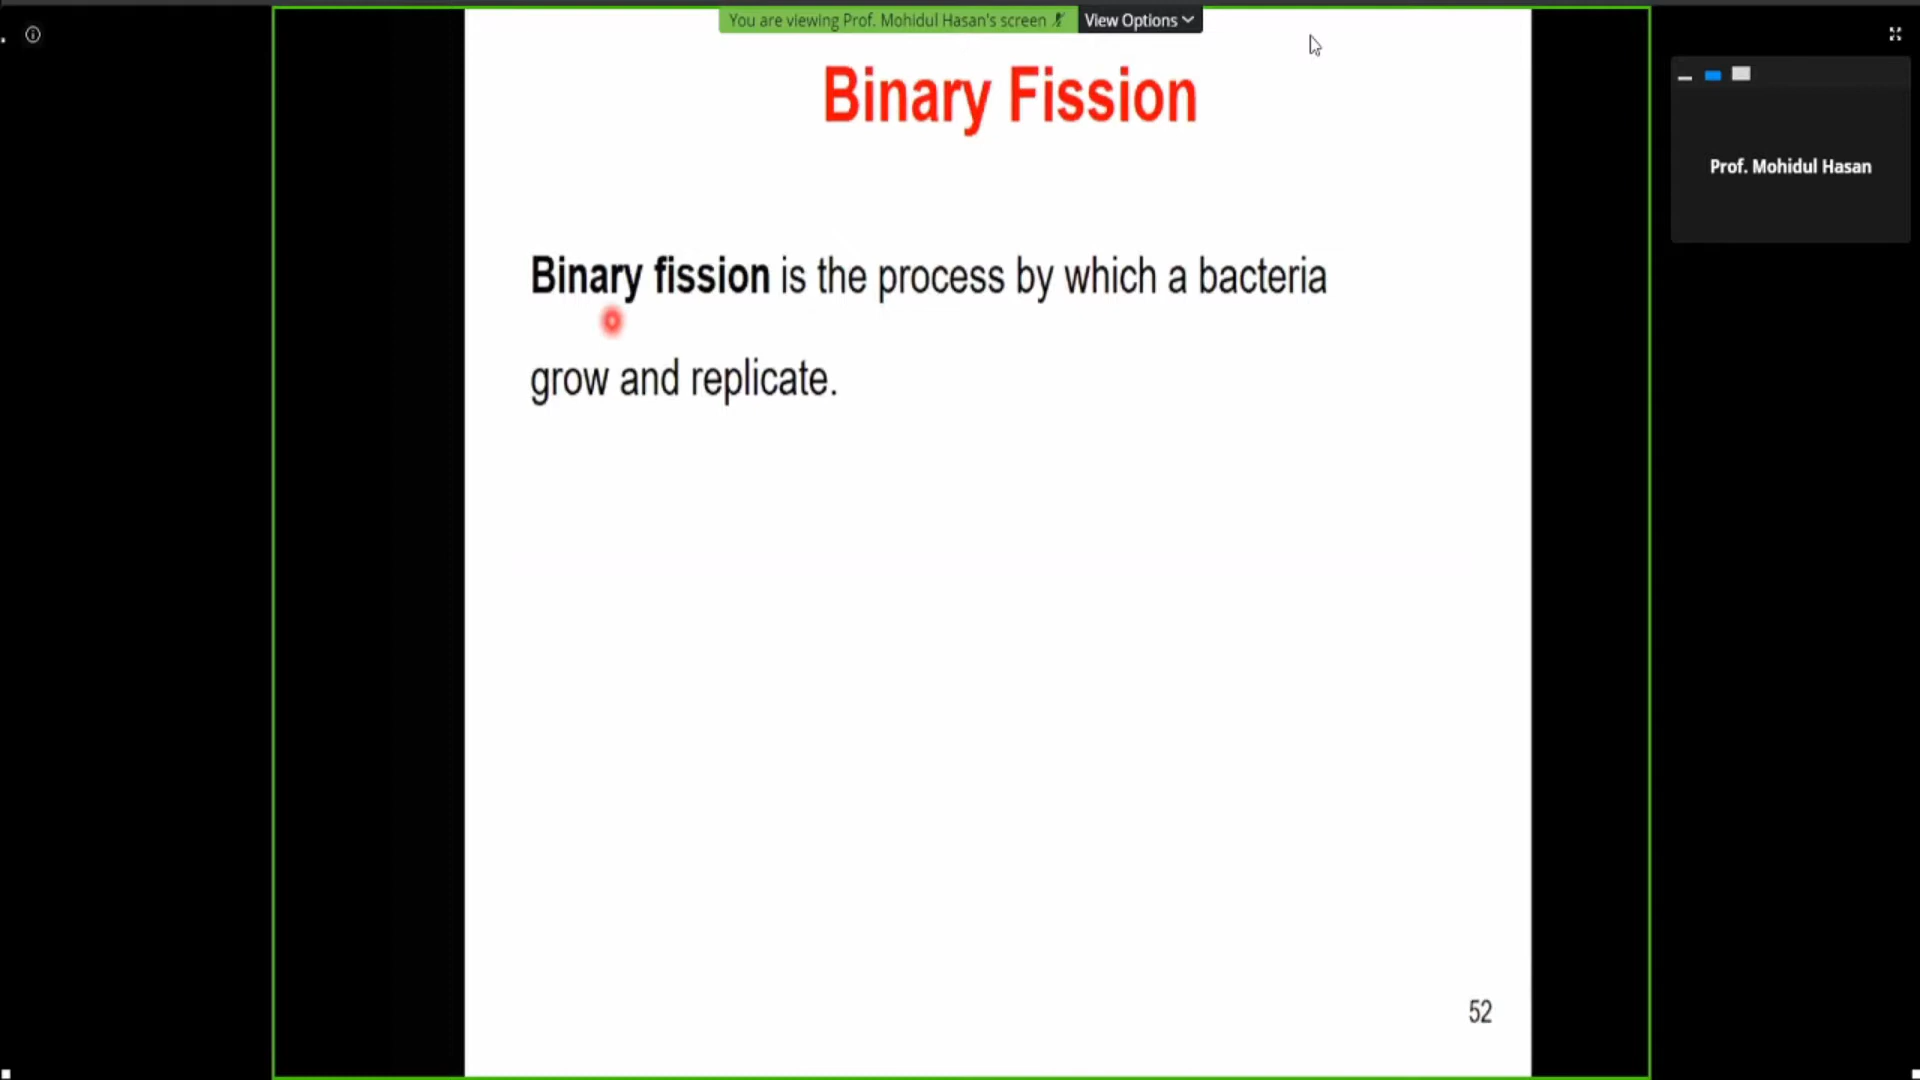 You are viewing Prof. Mohidul Hasan's screen
View Options
Binary Fission
Prof. Mohidul Hasan
Binary fission is the process by which a bacteria
grow and replicate.
52